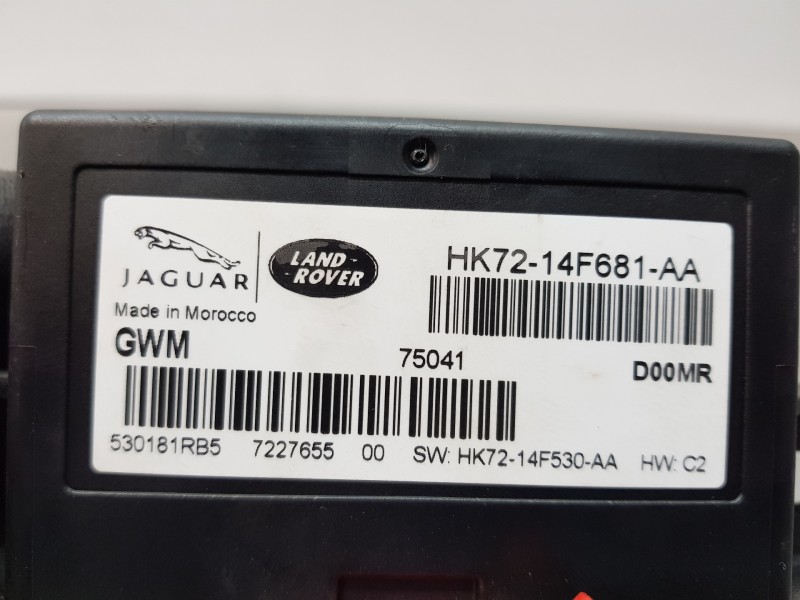 JAGUAR
LAND
-ROVER
HK72-14F681-AA
Made in Morocco
GWM
75041
D00MR
530181RB5 7227655 00 SW: HK72-14F530-AA HW: C2